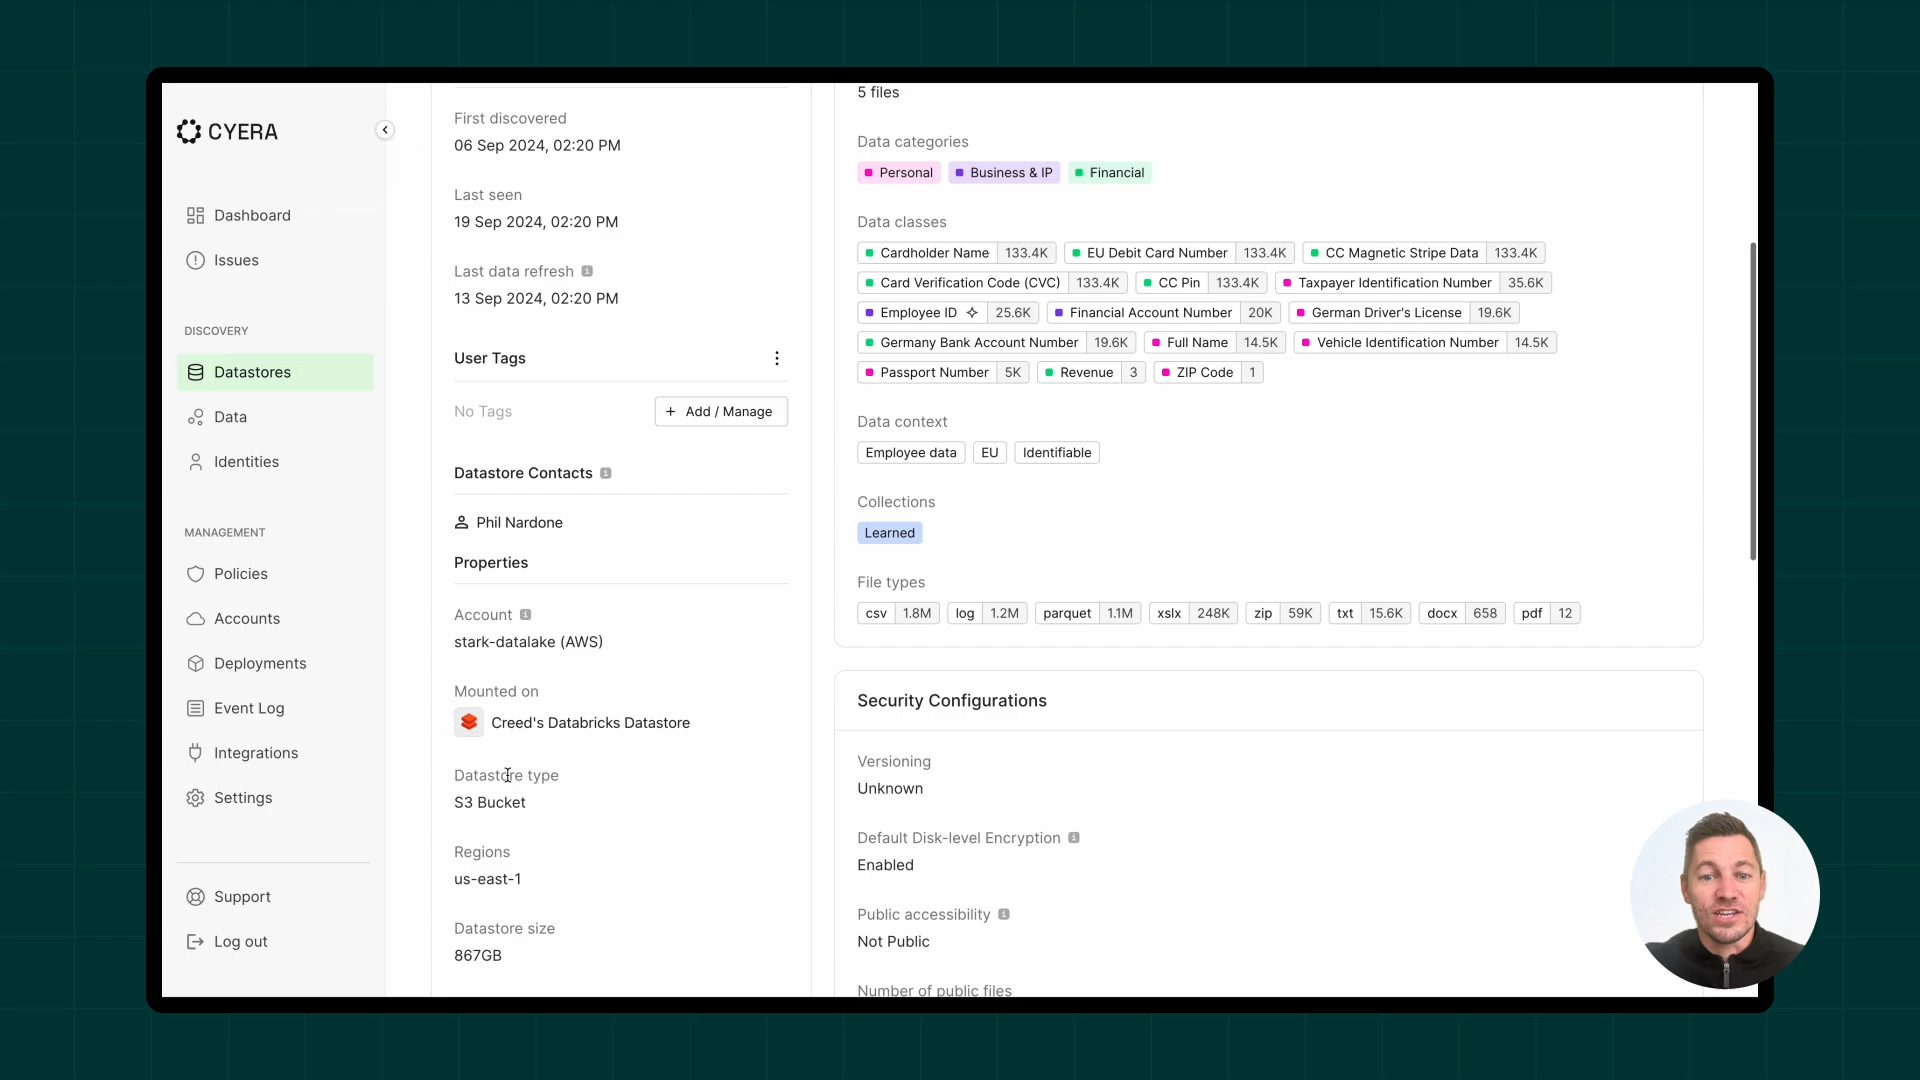 CYERA
Dashboard
Issues
DISCOVERY
Datastores
Data
Identities
MANAGEMENT
Policies
Accounts
Deployments
Event Log
Integrations
Settings
Support
Log out
First discovered
06 Sep 2024, 02:20 PM
Last seen
19 Sep 2024, 02:20 PM
Last data refresh
13 Sep 2024, 02:20 PM
User Tags
No Tags
+ Add / Manage
Datastore Contacts
Phil Nardone
Properties
Account
stark-datalake (AWS)
Mounted on
Creed's Databricks Datastore
Datastore type
S3 Bucket
Regions
us-east-1
Datastore size
867GB
5 files
Data categories
Personal Business & IP Financial
Data classes
Cardholder Name 133.4K EU Debit Card Number 133.4K CC Magnetic Stripe Data 133.4K
Card Verification Code (CVC) 133.4K CC Pin 133.4K Taxpayer Identification Number 35.6K
Employee ID 25.6K Financial Account Number 20K German Driver's License 19.6K
Germany Bank Account Number 19.6K Full Name 14.5K Vehicle Identification Number 14.5K
Passport Number 5K Revenue 3 ZIP Code 1
Data context
Employee data EU Identifiable
Collections
Learned
File types
csv 1.8M log 1.2M parquet 1.1M xslx 248K zip 59K txt 15.6K docx 658 pdf 12
Security Configurations
Versioning
Unknown
Default Disk-level Encryption
Enabled
Public accessibility
Not Public
Number of public files